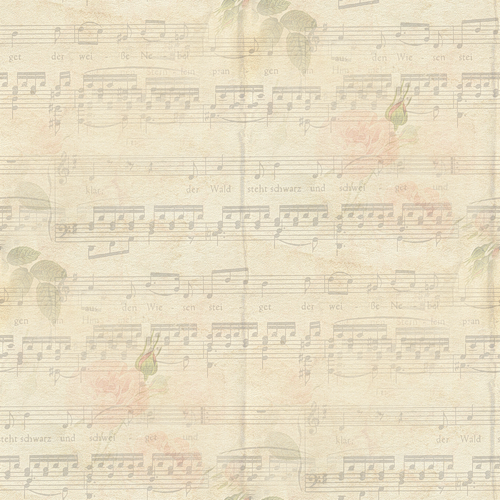 get der wei - ße Ne - bel den Wie - sen stei
gen
klar, der Wald steht schwarz und schwei - get und
den Wie - sen stei - get der wei - ße Ne - bel
gen
steht schwarz und schwei - get und klar, der Wald